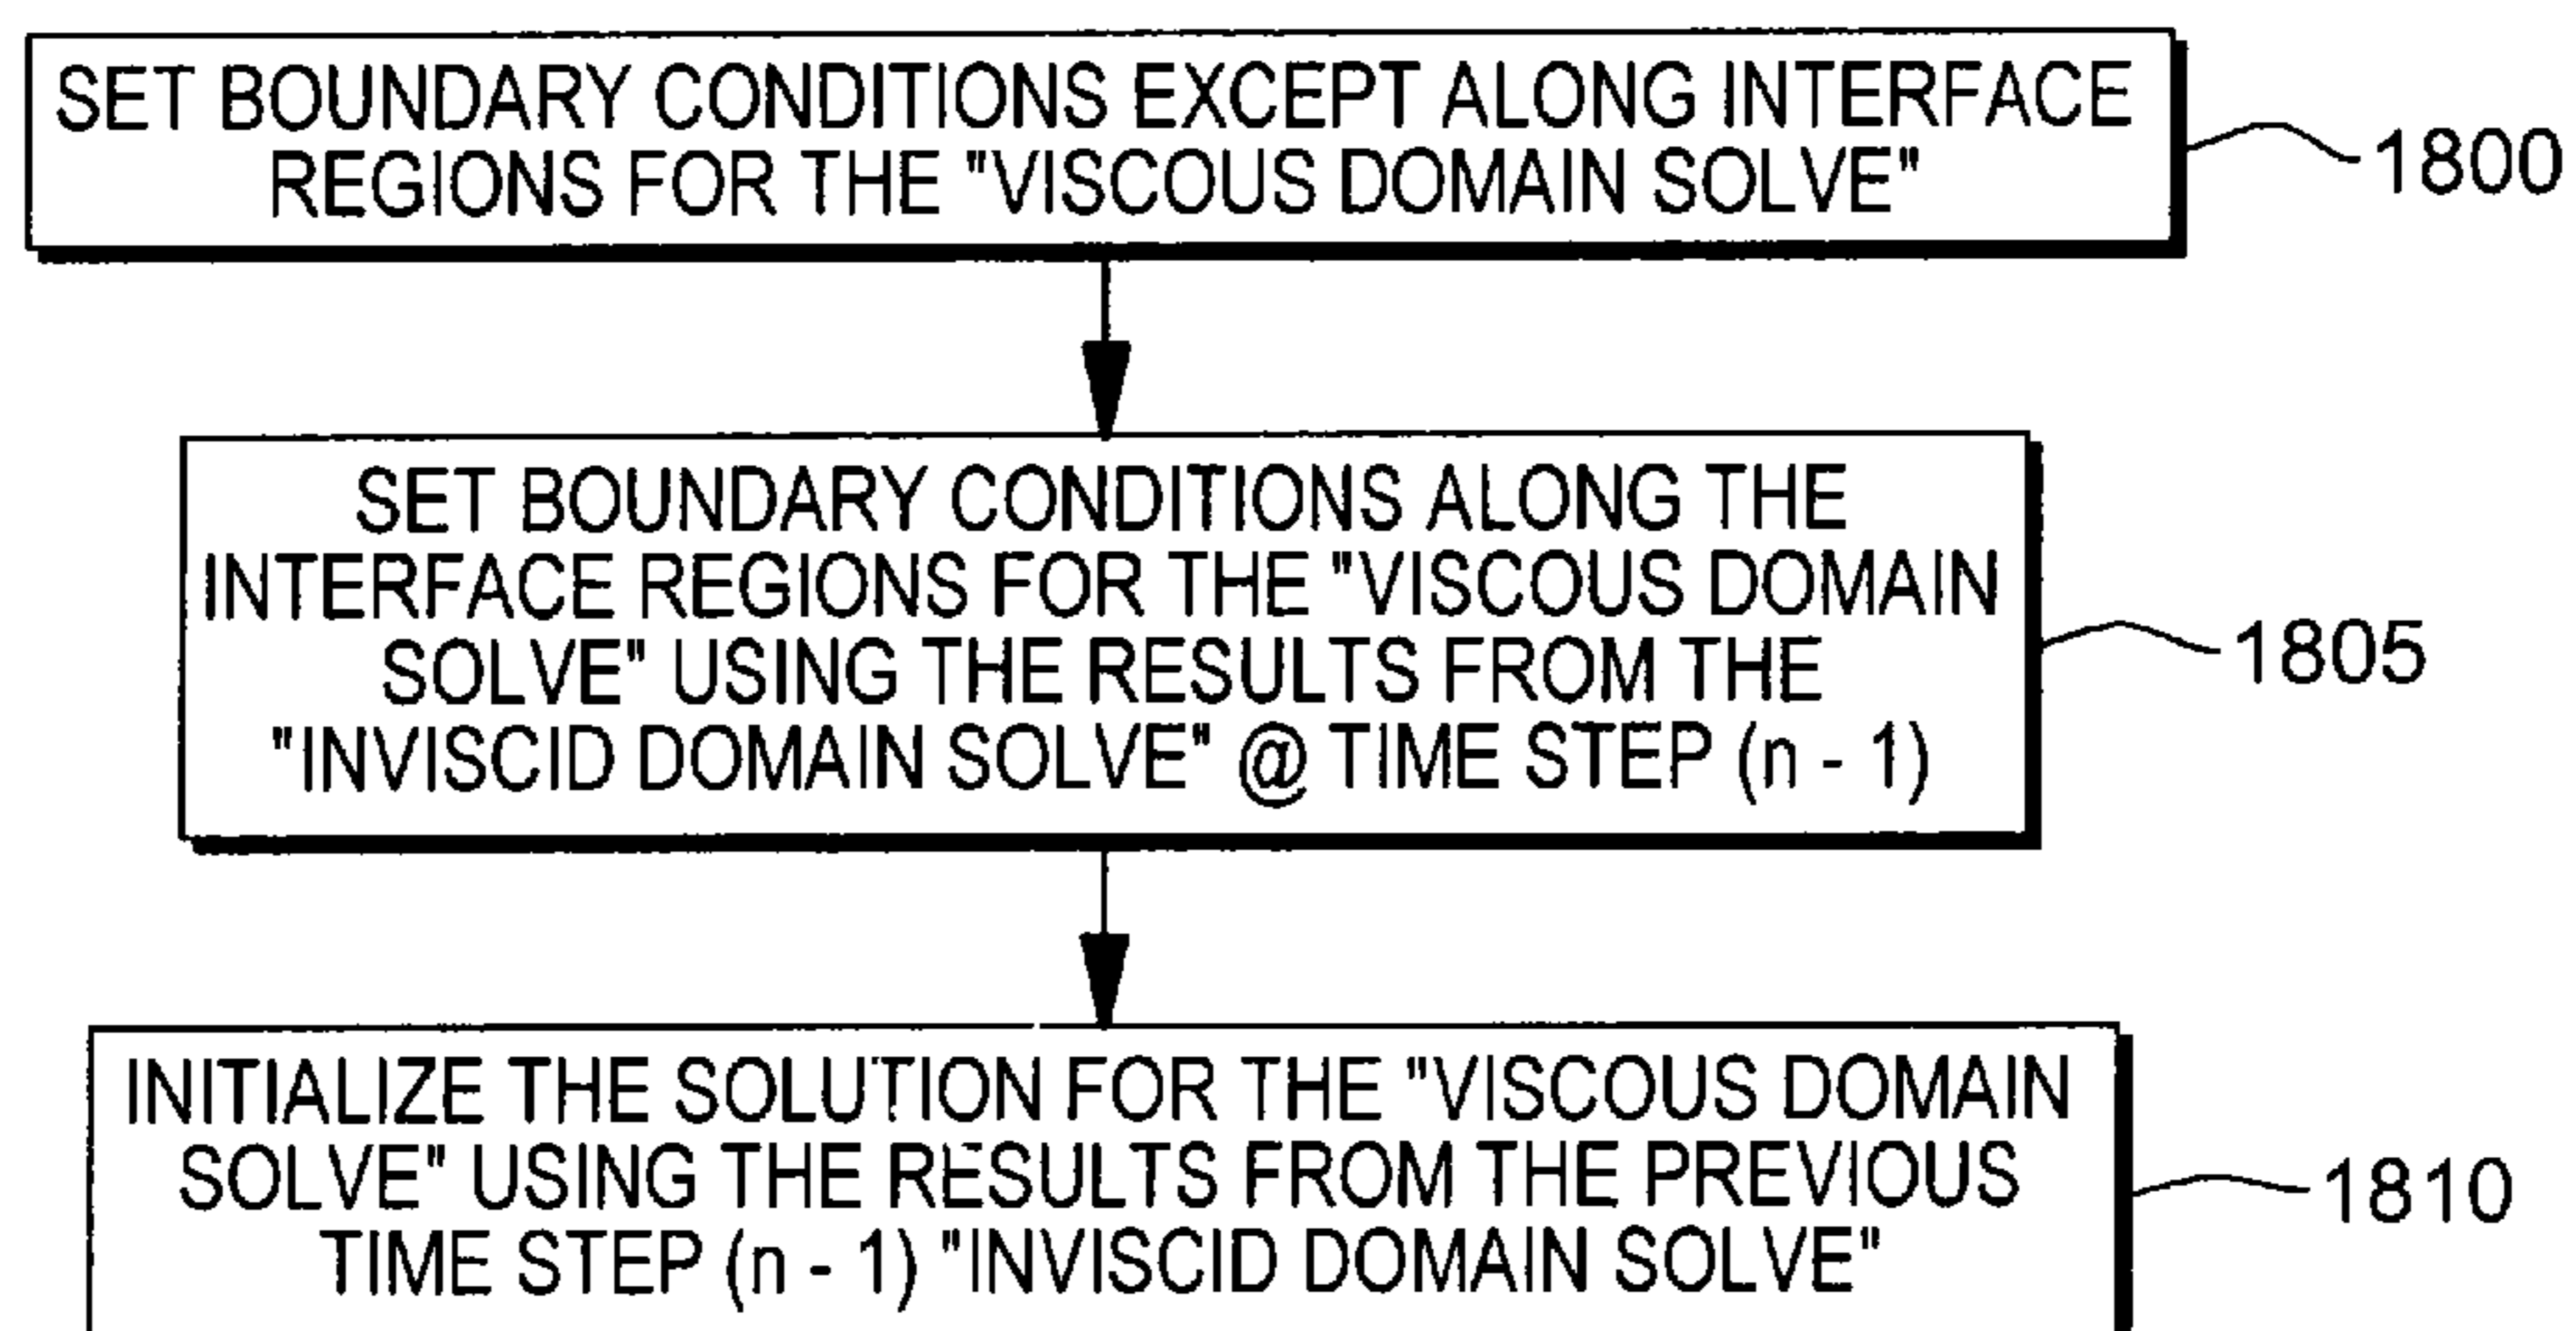 SET BOUNDARY CONDITIONS EXCEPT ALONG INTERFACE
REGIONS FOR THE "VISCOUS DOMAIN SOLVE"
1800
SET BOUNDARY CONDITIONS ALONG THE
INTERFACE REGIONS FOR THE "VISCOUS DOMAIN
SOLVE" USING THE RESULTS FROM THE
"INVISCID DOMAIN SOLVE" @ TIME STEP (n - 1)
1805
INITIALIZE THE SOLUTION FOR THE "VISCOUS DOMAIN
SOLVE" USING THE RESULTS FROM THE PREVIOUS
TIME STEP (n - 1) "INVISCID DOMAIN SOLVE"
1810